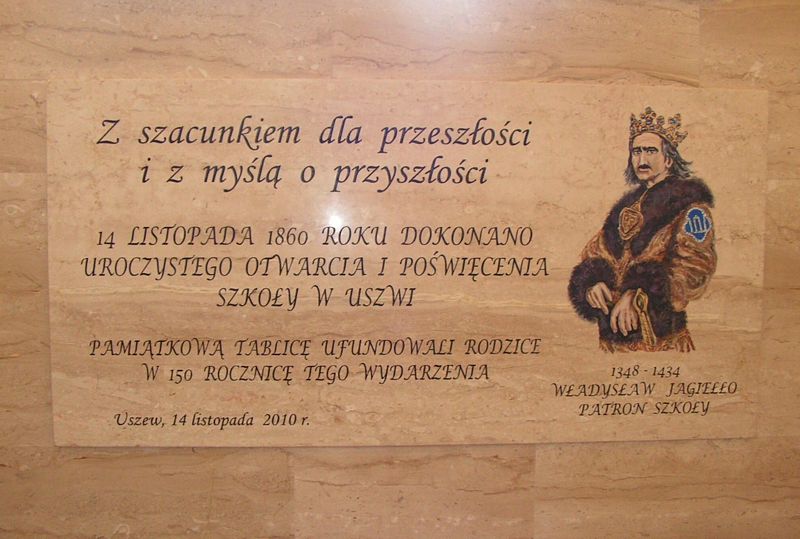 Z szacunkiem dla przeszłości
i z myślą o przyszłości
14 LISTOPADA 1860 ROKU DOKONANO
UROCZYSTEGO OTWARCIA I POŚWIĘCENIA
SZKOŁY W USZWI
PAMIĄTKOWĄ TABLICĘ UFUNDOWALI RODZICE
W 150 ROCZNICĘ TEGO WYDARZENIA
Uszew, 14 listopada 2010 r.
1348 - 1434
WŁADYSŁAW JAGIEŁŁO
PATRON SZKOŁY